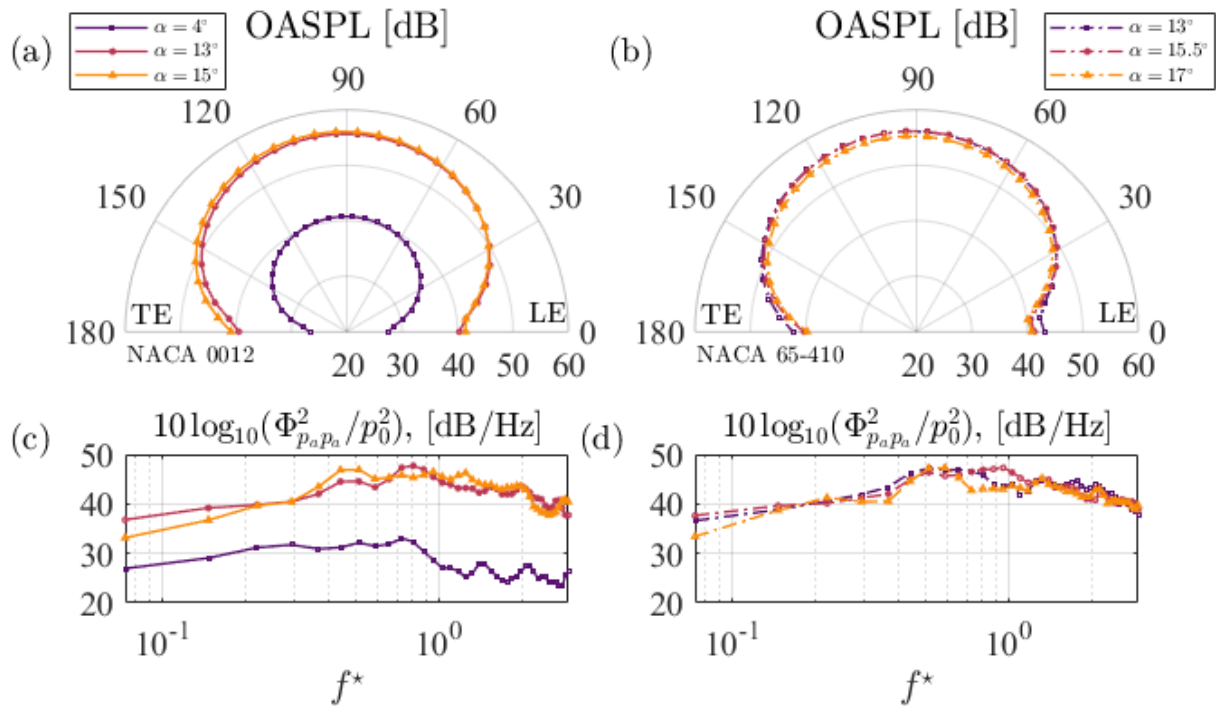 (a)
α = 4°
α = 13°
α = 15°
OASPL [dB]
90
120
60
150
30
180
TE
LE
0
NACA 0012
20 30 40 50 60
(b)
OASPL [dB]
α = 13°
α = 15.5°
α = 17°
90
120
60
150
30
180
TE
LE
0
NACA 65-410
20 30 40 50 60
(c)
10 log₁₀(Φ²ₚₐₚₐ/p₀²), [dB/Hz]
50
40
30
20
10⁻¹ 10⁰
f⋆
(d)
10 log₁₀(Φ²ₚₐₚₐ/p₀²), [dB/Hz]
50
40
30
20
10⁻¹ 10⁰
f⋆